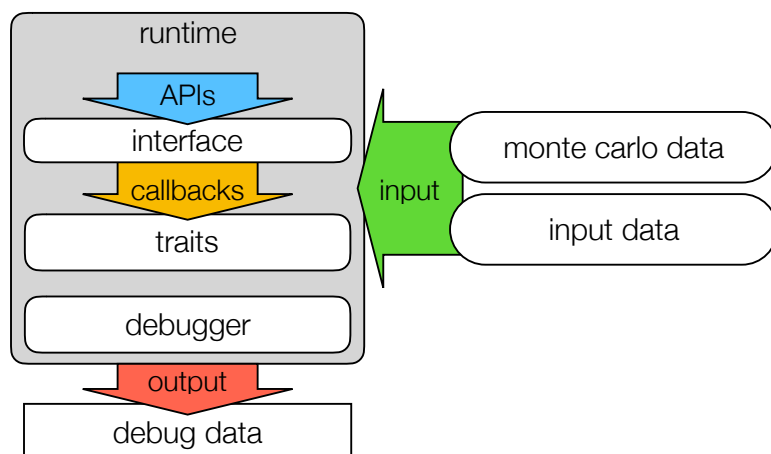 runtime
APIs
interface
callbacks
traits
debugger
output
debug data
input
monte carlo data
input data